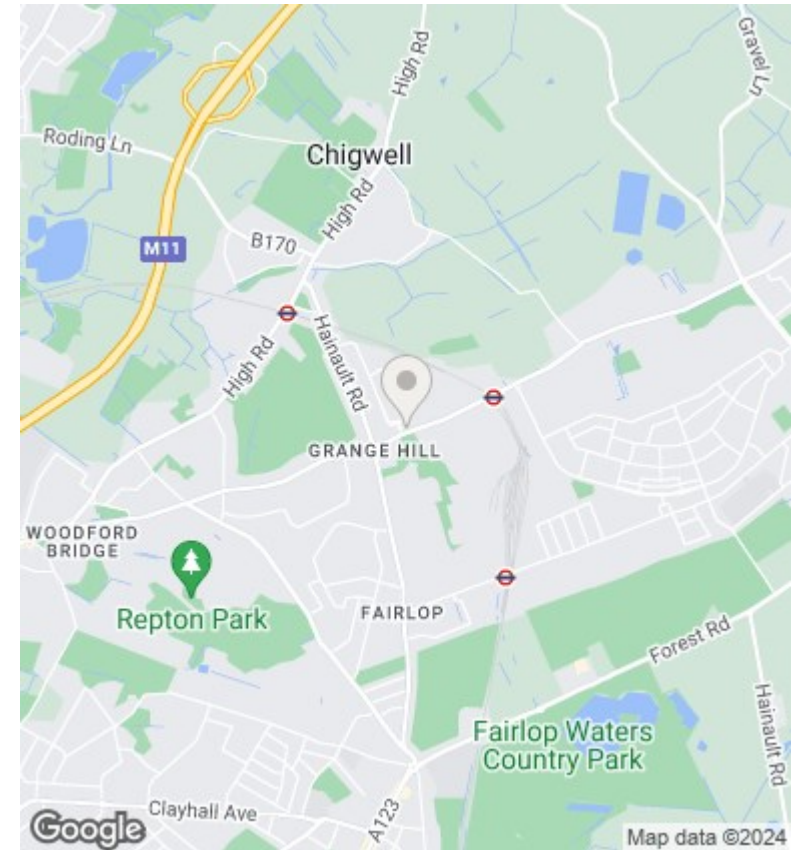 Gravel Ln
High Rd
Roding Ln
Chigwell
High Rd
B170
M11
Hainault Rd
High Rd
GRANGE HILL
WOODFORD
BRIDGE
Repton Park
FAIRLOP
Forest Rd
Hainault Rd
Fairlop Waters
Country Park
Clayhall Ave
A123
Google
Map data ©2024